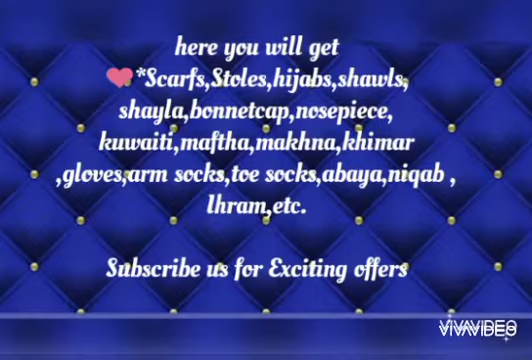 here you will get
❤*Scarfs,Stoles,hijabs,shawls,
shayla,bonnetcap,nosepiece,
kuwaiti,maftha,makhna,khimar
,gloves,arm socks,toe socks,abaya,niqab ,
lhram,etc.
Subscribe us for Exciting offers
VIVAVIDEO